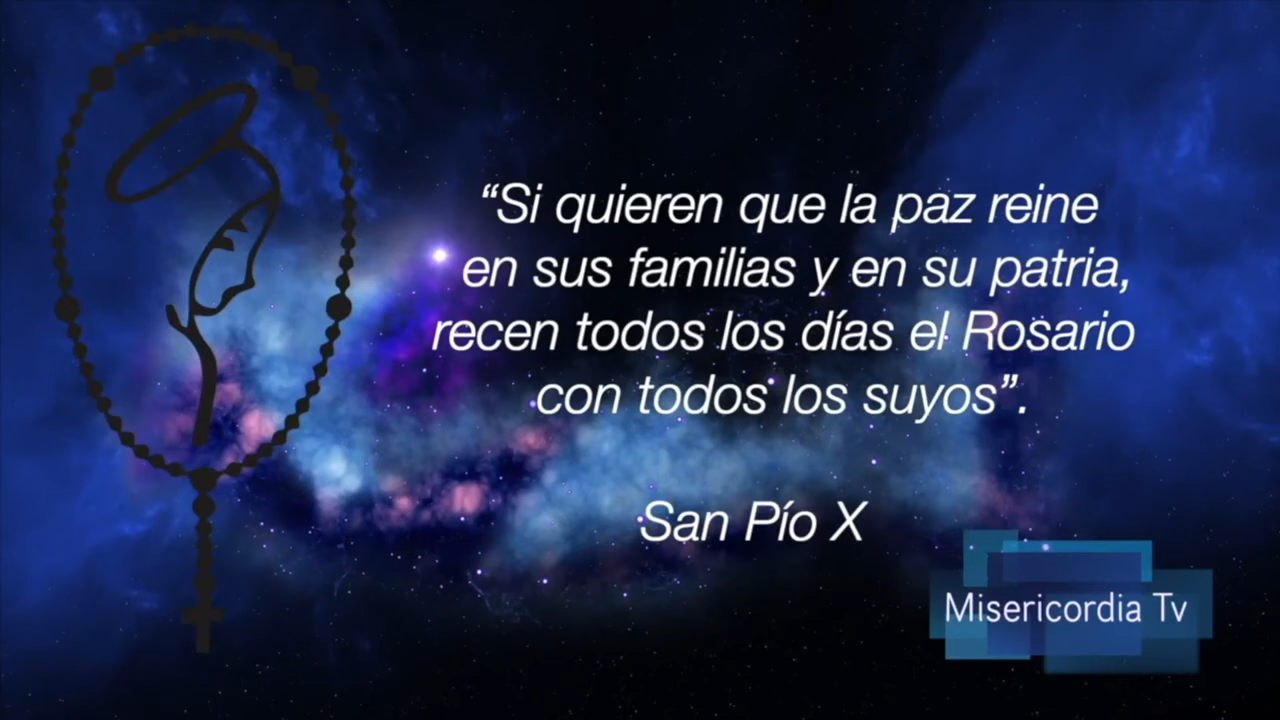 “Si quieren que la paz reine
en sus familias y en su patria,
recen todos los días el Rosario
con todos los suyos”.
San Pío X
Misericordia Tv